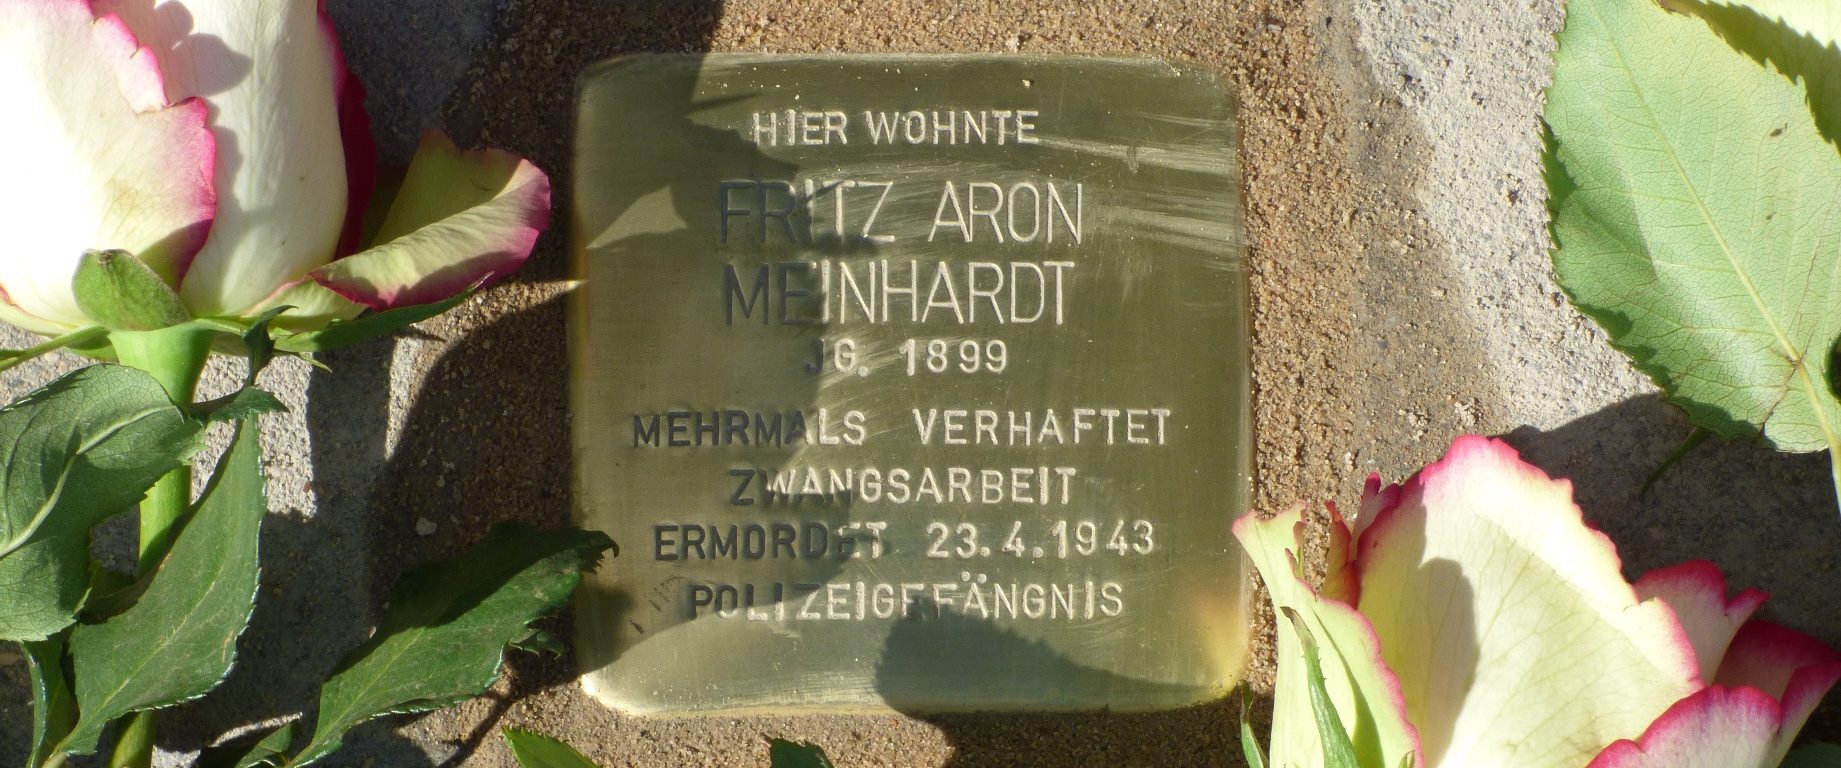 HIER WOHNTE
FRITZ ARON
MEINHARDT
JG. 1899
MEHRMALS VERHAFTET
ZWANGSARBEIT
ERMORDET 23.4.1943
POLIZEIGEFÄNGNIS